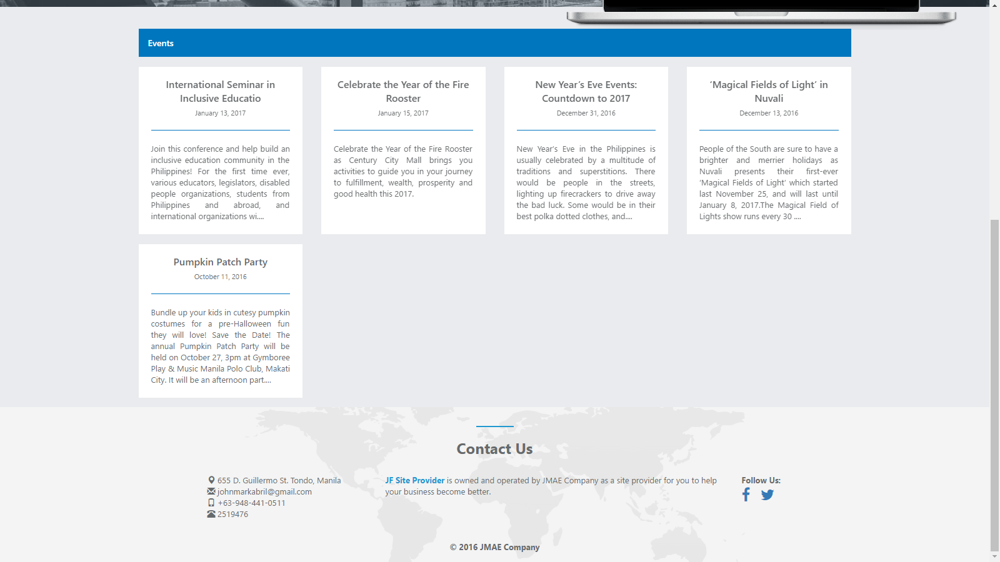 Events
International Seminar in
Inclusive Educatio
January 13, 2017
Join this conference and help build an
inclusive education community in the
Philippines! For the first time ever,
various educators, legislators, disabled
people organizations, students from
Philippines and abroad, and
international organizations wi....
Celebrate the Year of the Fire
Rooster
January 15, 2017
Celebrate the Year of the Fire Rooster
as Century City Mall brings you
activities to guide you in your journey
to fulfillment, wealth, prosperity and
good health this 2017.
New Year’s Eve Events:
Countdown to 2017
December 31, 2016
New Year’s Eve in the Philippines is
usually celebrated by a multitude of
traditions and superstitions. There
would be people in the streets,
lighting up firecrackers to drive away
the bad luck. Some would be in their
best polka dotted clothes, and....
‘Magical Fields of Light’ in
Nuvali
December 13, 2016
People of the South are sure to have a
brighter and merrier holidays as
Nuvali presents their first-ever
‘Magical Fields of Light’ which started
last November 25, and will last until
January 8, 2017.The Magical Field of
Lights show runs every 30 ....
Pumpkin Patch Party
October 11, 2016
Bundle up your kids in cutesy pumpkin
costumes for a pre-Halloween fun
they will love! Save the Date! The
annual Pumpkin Patch Party will be
held on October 27, 3pm at Gymboree
Play & Music Manila Polo Club, Makati
City. It will be an afternoon part....
Contact Us
655 D. Guillermo St. Tondo, Manila
johnmarkabril@gmail.com
+63-948-441-0511
2519476
JF Site Provider is owned and operated by JMAE Company as a site provider for you to help
your business become better.
Follow Us:
© 2016 JMAE Company